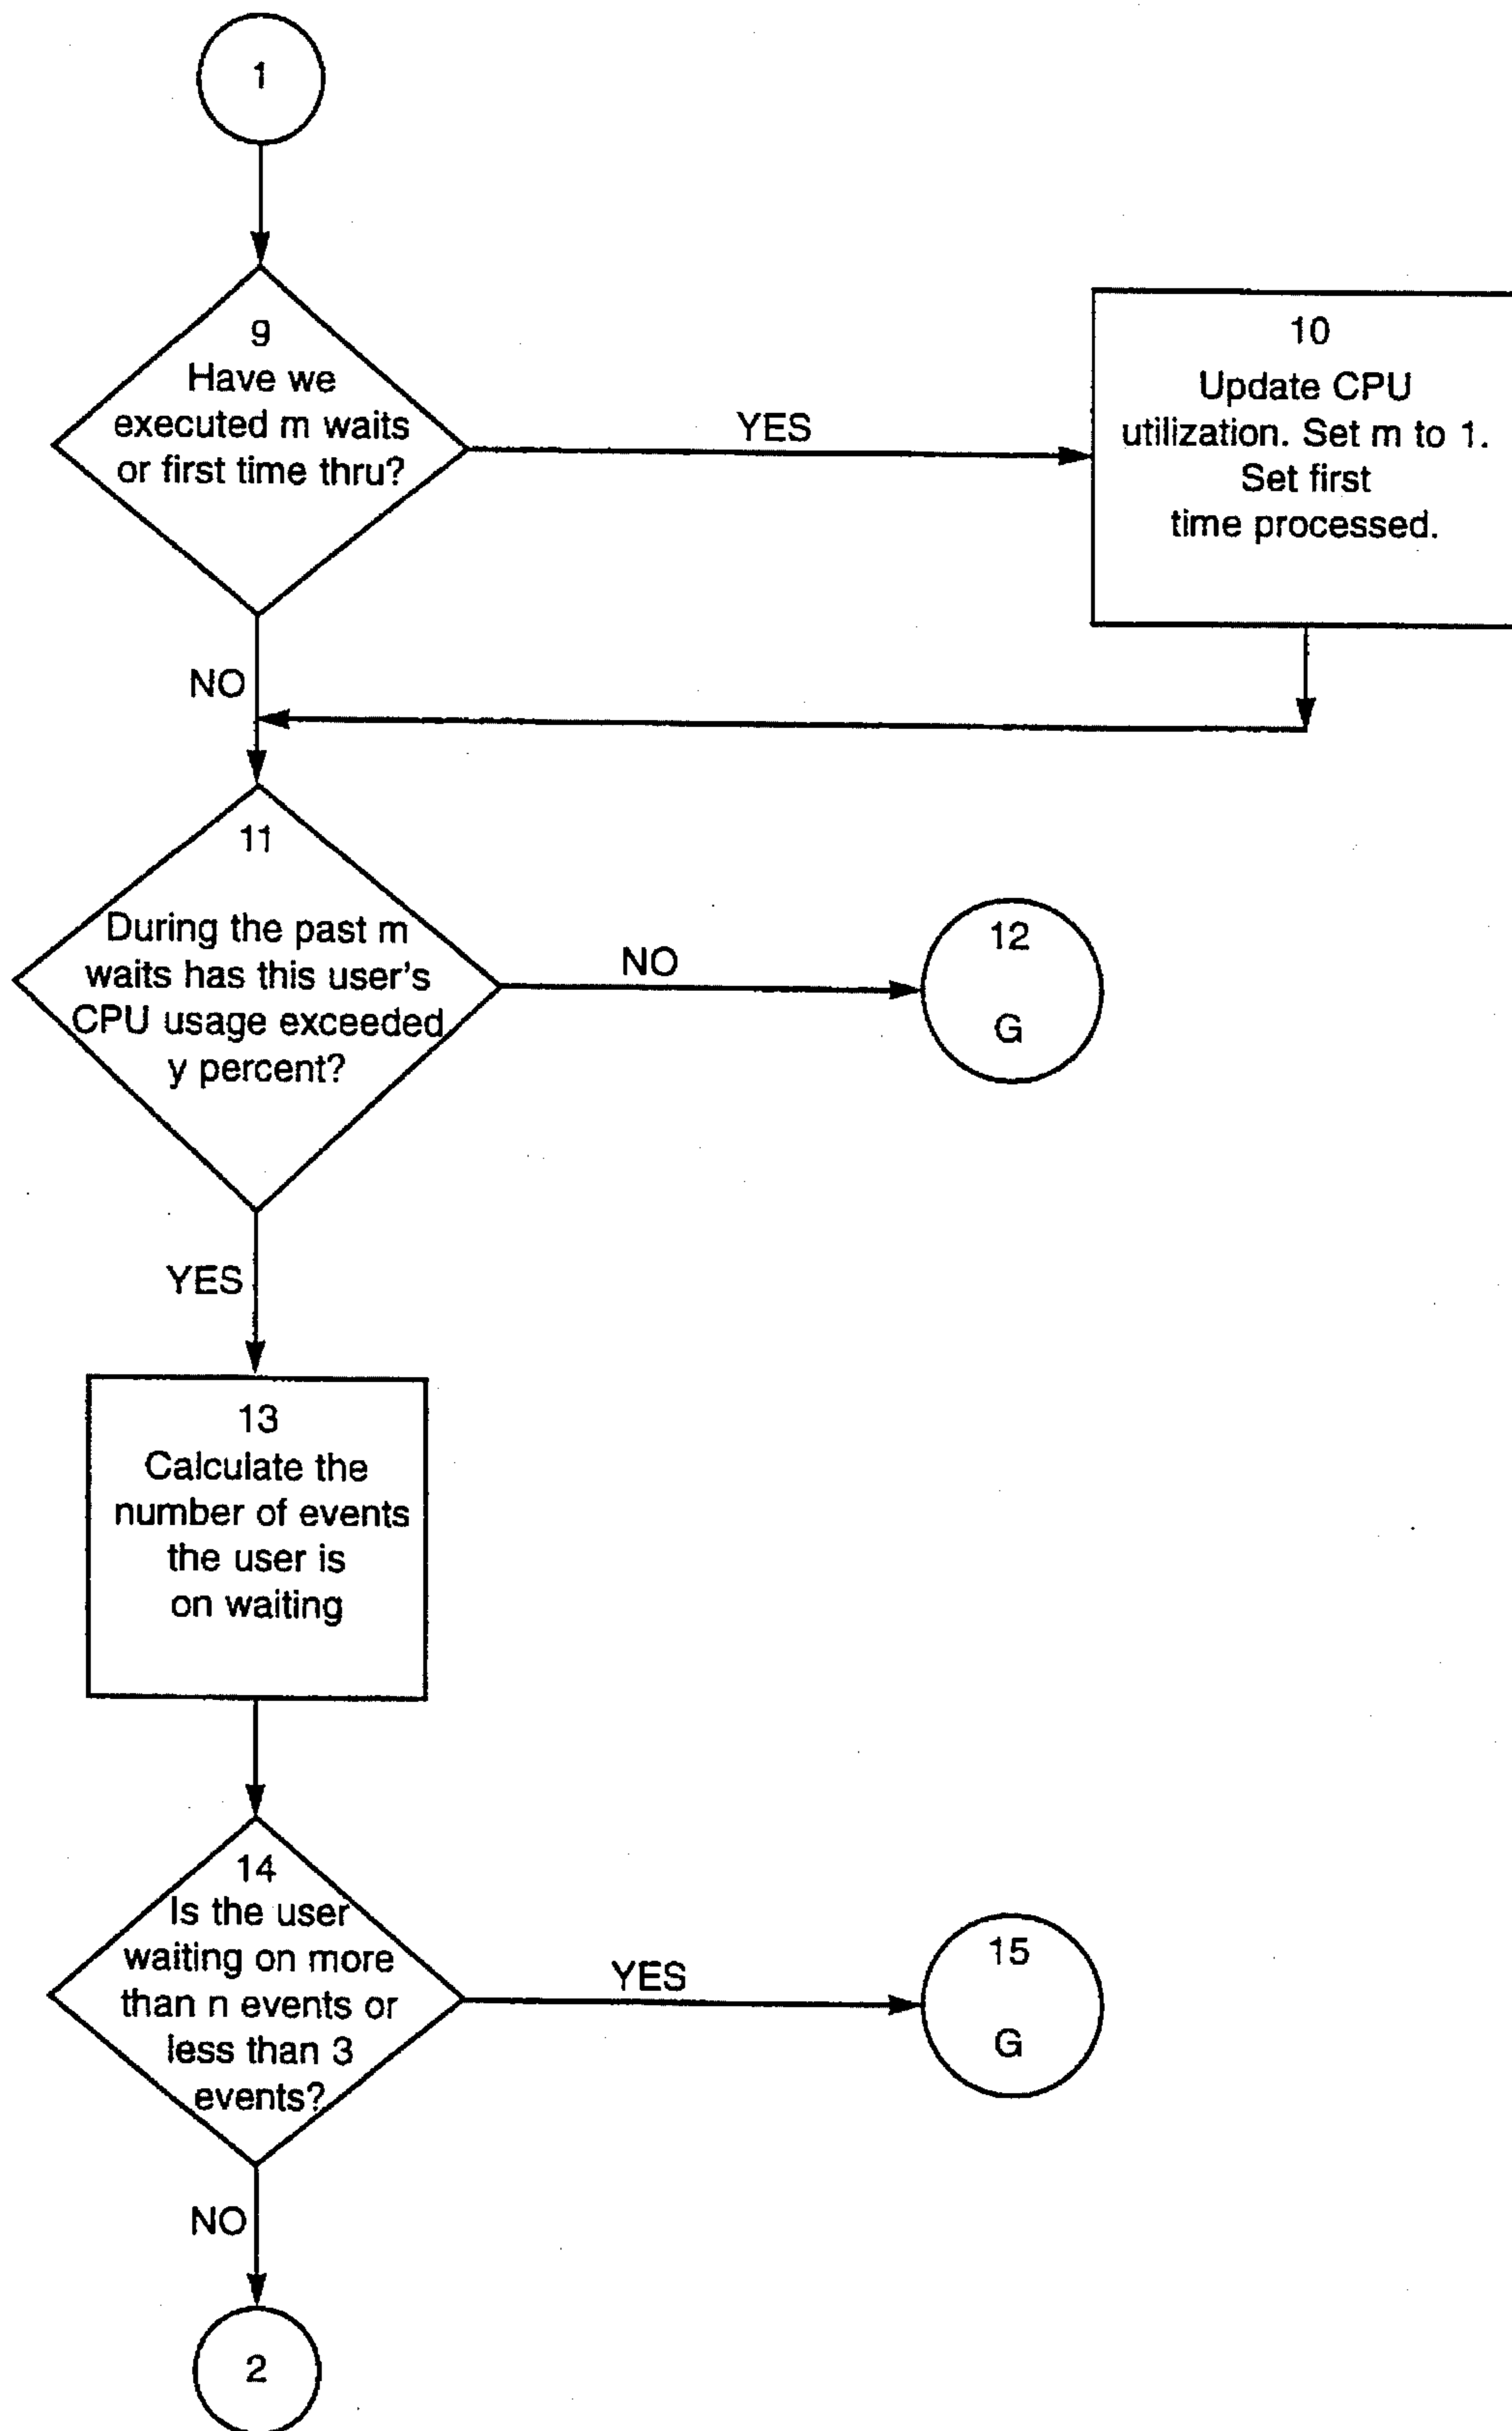 1
9
Have we
executed m waits
or first time thru?
YES
10
Update CPU
utilization. Set m to 1.
Set first
time processed.
NO
11
During the past m
waits has this user's
CPU usage exceeded
y percent?
NO
12
G
YES
13
Calculate the
number of events
the user is
on waiting
14
Is the user
waiting on more
than n events or
less than 3
events?
YES
15
G
NO
2